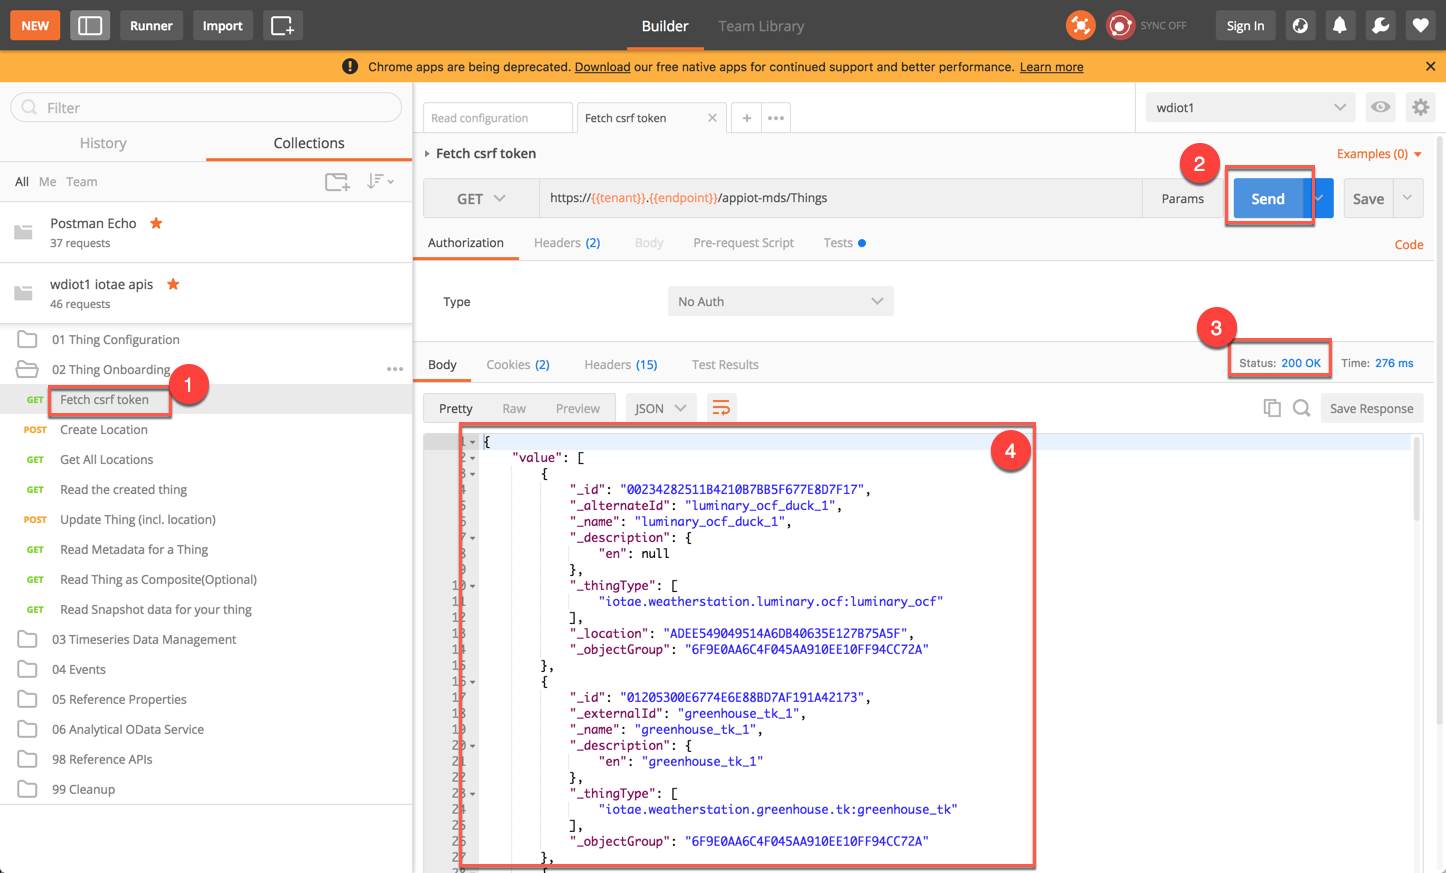 NEW
Runner
Import
Builder
Team Library
SYNC OFF
Sign In
Chrome apps are being deprecated. Download our free native apps for continued support and better performance. Learn more
Filter
History
Collections
All Me Team
Postman Echo
37 requests
wdiot1 iotae apis
46 requests
01 Thing Configuration
02 Thing Onboarding
1
GET Fetch csrf token
POST Create Location
GET Get All Locations
GET Read the created thing
POST Update Thing (incl. location)
GET Read Metadata for a Thing
GET Read Thing as Composite(Optional)
GET Read Snapshot data for your thing
03 Timeseries Data Management
04 Events
05 Reference Properties
06 Analytical OData Service
98 Reference APIs
99 Cleanup
Read configuration
Fetch csrf token
wdiot1
Fetch csrf token
Examples (0)
2
GET
https://{{tenant}}.{{endpoint}}/appiot-mds/Things
Params
Send
Save
Authorization
Headers (2)
Body
Pre-request Script
Tests
Code
Type
No Auth
3
Body
Cookies (2)
Headers (15)
Test Results
Status: 200 OK
Time: 276 ms
Pretty
Raw
Preview
JSON
Save Response
4
1 {
2 "value": [
3 {
4 "_id": "00234282511B4210B7BB5F677E8D7F17",
5 "_alternateId": "luminary_ocf_duck_1",
6 "_name": "luminary_ocf_duck_1",
7 "_description": {
8 "en": null
9 },
10 "_thingType": [
11 "iotae.weatherstation.luminary.ocf:luminary_ocf"
12 ],
13 "_location": "ADEE549049514A6DB40635E127B75A5F",
14 "_objectGroup": "6F9E0AA6C4F045AA910EE10FF94CC72A"
15 },
16 {
17 "_id": "01205300E6774E6E88BD7AF191A42173",
18 "_externalId": "greenhouse_tk_1",
19 "_name": "greenhouse_tk_1",
20 "_description": {
21 "en": "greenhouse_tk_1"
22 },
23 "_thingType": [
24 "iotae.weatherstation.greenhouse.tk:greenhouse_tk"
25 ],
26 "_objectGroup": "6F9E0AA6C4F045AA910EE10FF94CC72A"
27 },
28 {